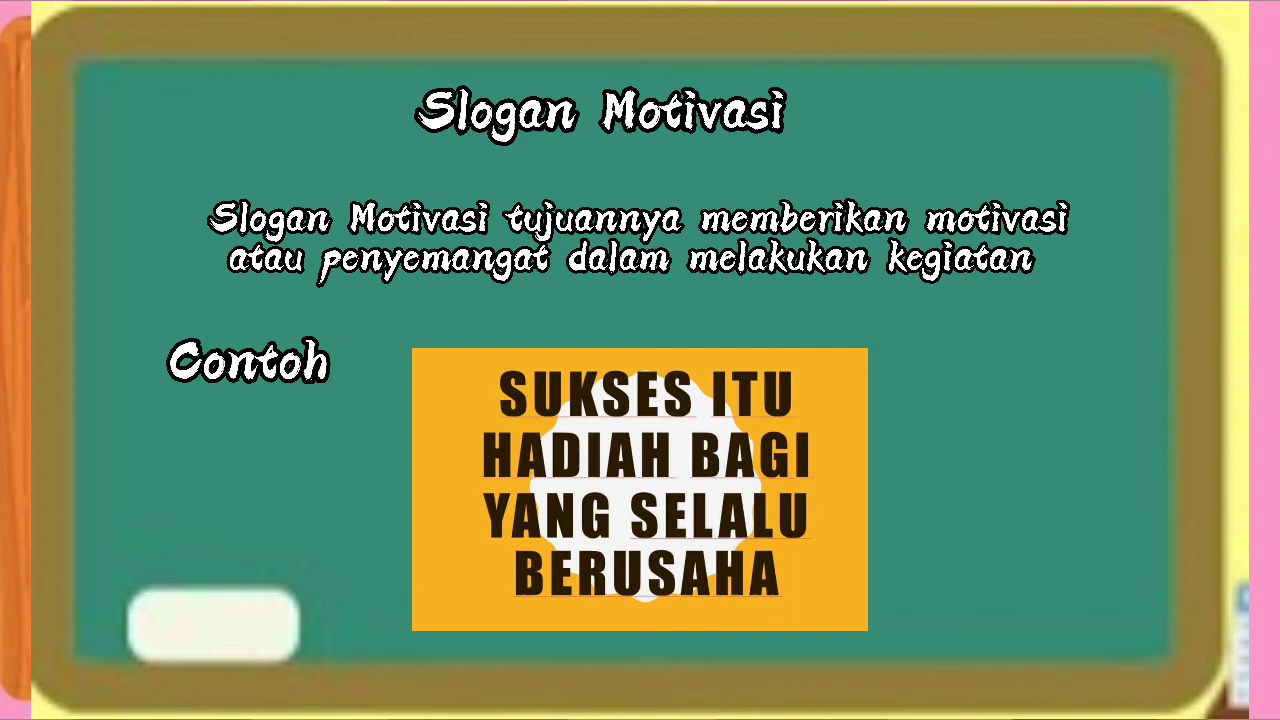 Slogan Motivasi
Slogan Motivasi tujuannya memberikan motivasi
atau penyemangat dalam melakukan kegiatan
Contoh
SUKSES ITU
HADIAH BAGI
YANG SELALU
BERUSAHA